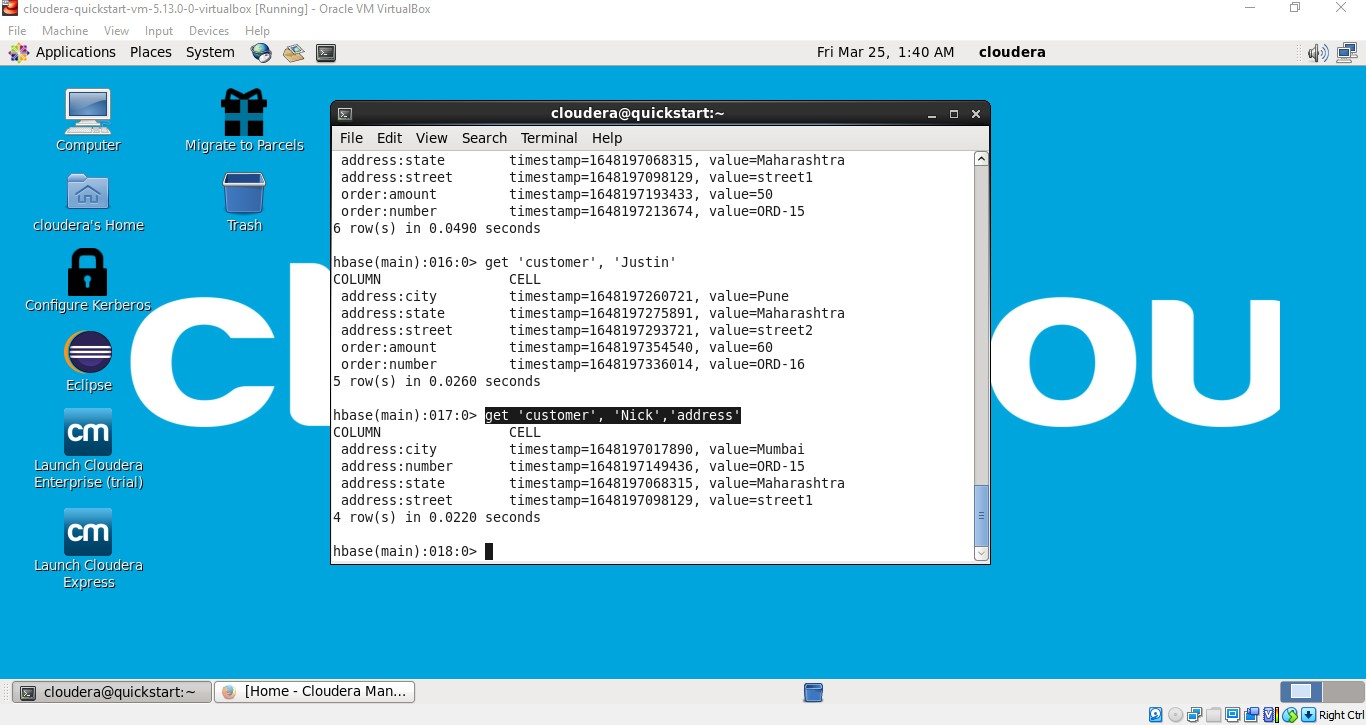 cloudera-quickstart-vm-5.13.0-0-virtualbox [Running] - Oracle VM VirtualBox
File Machine View Input Devices Help
Applications Places System Fri Mar 25, 1:40 AM cloudera
Computer
Migrate to Parcels
cloudera's Home
Trash
Configure Kerberos
Eclipse
cm
Launch Cloudera
Enterprise (trial)
cm
Launch Cloudera
Express
cl
ou
cloudera@quickstart:~
File Edit View Search Terminal Help
address:state timestamp=1648197068315, value=Maharashtra
address:street timestamp=1648197098129, value=street1
order:amount timestamp=1648197193433, value=50
order:number timestamp=1648197213674, value=ORD-15
6 row(s) in 0.0490 seconds
hbase(main):016:0> get 'customer', 'Justin'
COLUMN CELL
address:city timestamp=1648197260721, value=Pune
address:state timestamp=1648197275891, value=Maharashtra
address:street timestamp=1648197293721, value=street2
order:amount timestamp=1648197354540, value=60
order:number timestamp=1648197336014, value=ORD-16
5 row(s) in 0.0260 seconds
hbase(main):017:0> get 'customer', 'Nick','address'
COLUMN CELL
address:city timestamp=1648197017890, value=Mumbai
address:number timestamp=1648197149436, value=ORD-15
address:state timestamp=1648197068315, value=Maharashtra
address:street timestamp=1648197098129, value=street1
4 row(s) in 0.0220 seconds
hbase(main):018:0>
cloudera@quickstart:~ [Home - Cloudera Man...
Right Ctrl